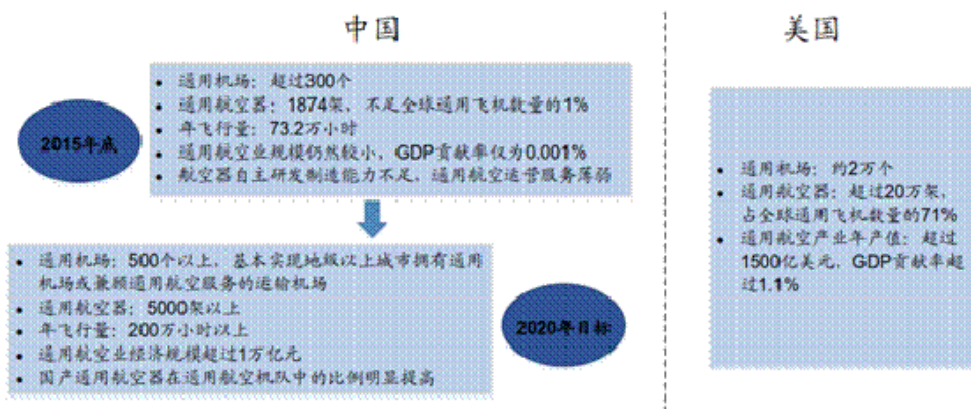 中国
2015年底
• 通用机场：超过300个
• 通用航空器：1874架，不足全球通用飞机数量的1%
• 年飞行量：73.2万小时
• 通用航空业规模仍然较小，GDP贡献率仅为0.001%
• 航空器自主研发制造能力不足，通用航空运营服务薄弱
• 通用机场：500个以上，基本实现地级以上城市拥有通用
机场或兼顾通用航空服务的运输机场
• 通用航空器：5000架以上
• 年飞行量：200万小时以上
• 通用航空业经济规模超过1万亿元
• 国产通用航空器在通用航空机队中的比例明显提高
2020年目标
美国
• 通用机场：约2万个
• 通用航空器：超过20万架，
占全球通用飞机数量的71%
• 通用航空产业年产值：超过
1500亿美元，GDP贡献率超
过1.1%